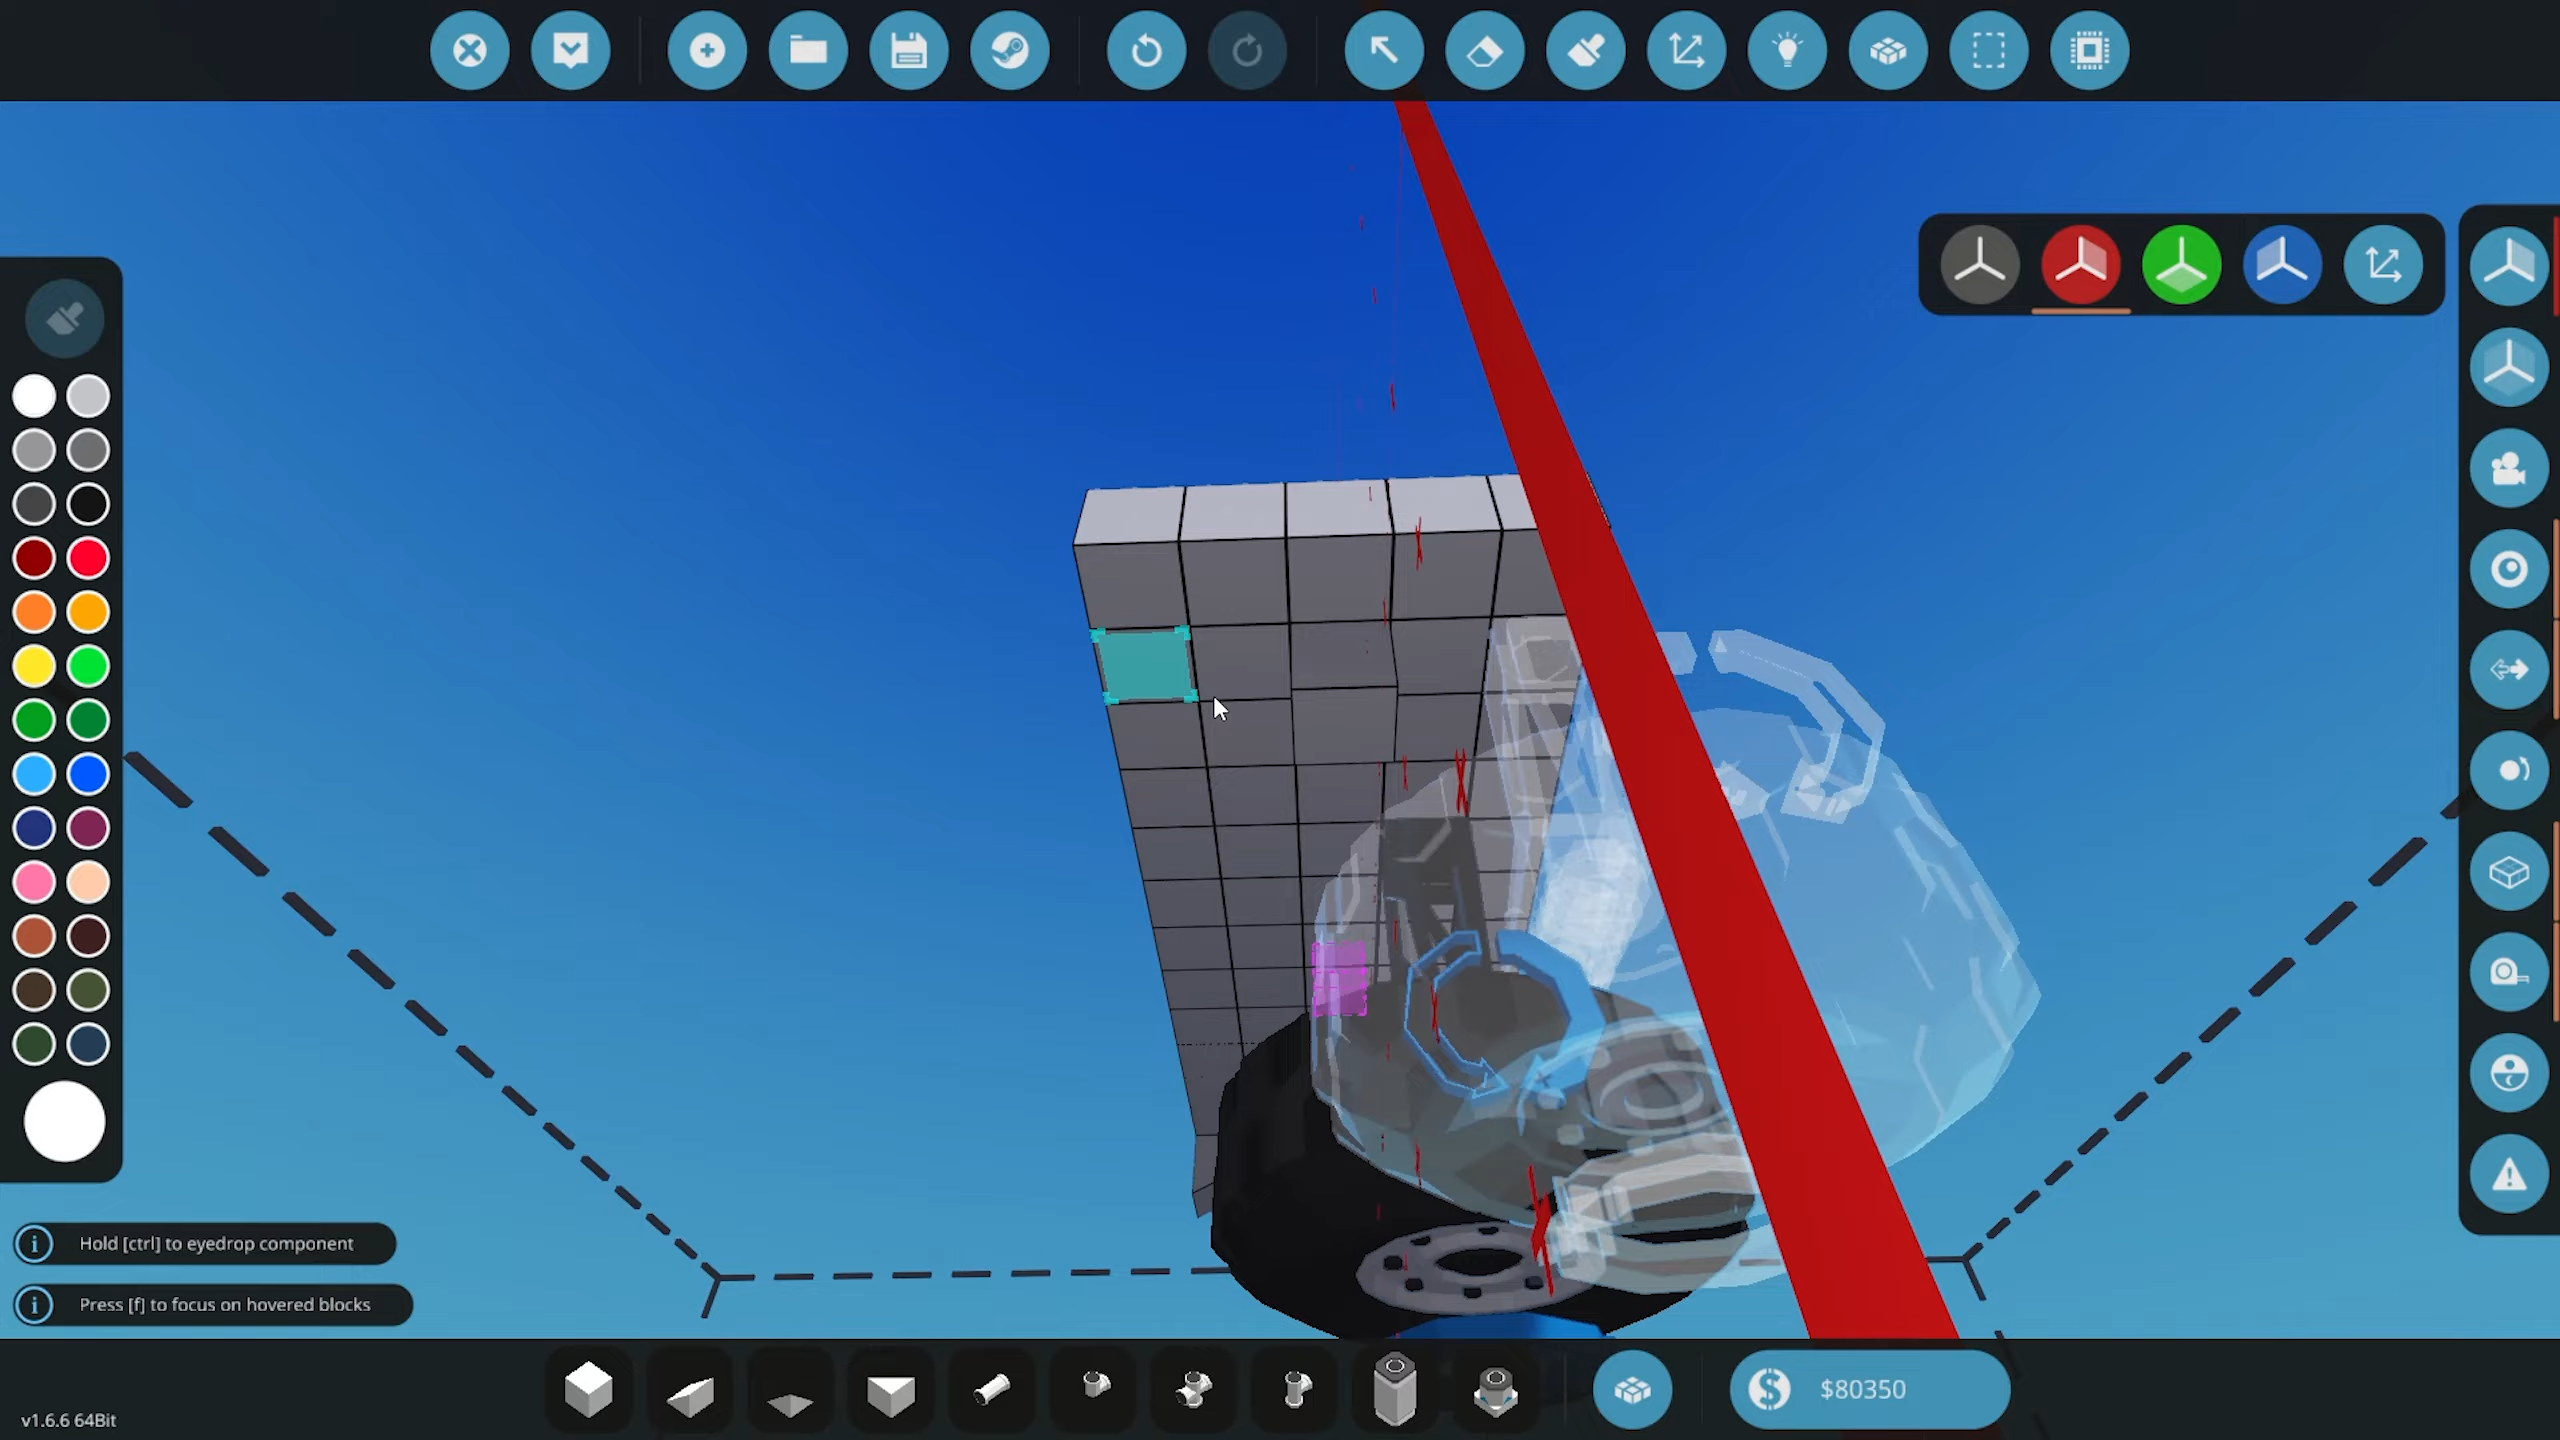 Hold [ctrl] to eyedrop component
Press [f] to focus on hovered blocks
$80350
v1.6.6 64Bit